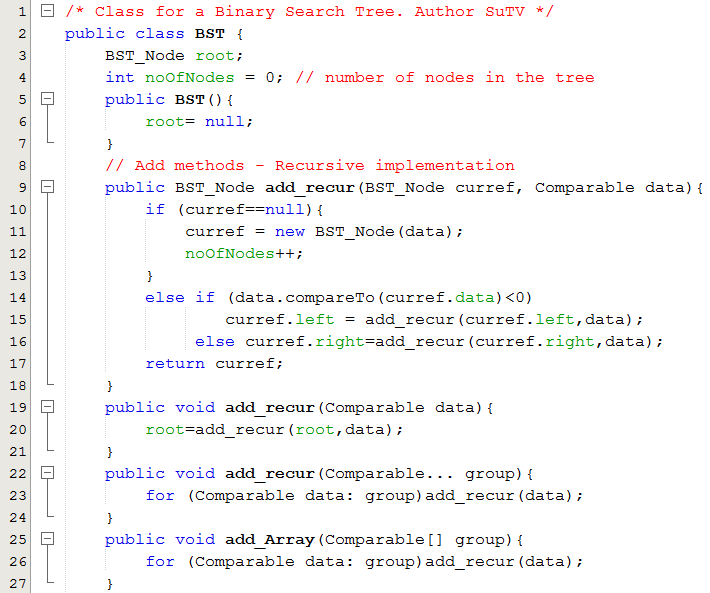 1 /* Class for a Binary Search Tree. Author SuTV */
2 public class BST {
3 BST_Node root;
4 int noOfNodes = 0; // number of nodes in the tree
5 public BST(){
6 root= null;
7 }
8 // Add methods - Recursive implementation
9 public BST_Node add_recur(BST_Node curref, Comparable data){
10 if (curref==null){
11 curref = new BST_Node(data);
12 noOfNodes++;
13 }
14 else if (data.compareTo(curref.data)<0)
15 curref.left = add_recur(curref.left,data);
16 else curref.right=add_recur(curref.right,data);
17 return curref;
18 }
19 public void add_recur(Comparable data){
20 root=add_recur(root,data);
21 }
22 public void add_recur(Comparable... group){
23 for (Comparable data: group)add_recur(data);
24 }
25 public void add_Array(Comparable[] group){
26 for (Comparable data: group)add_recur(data);
27 }